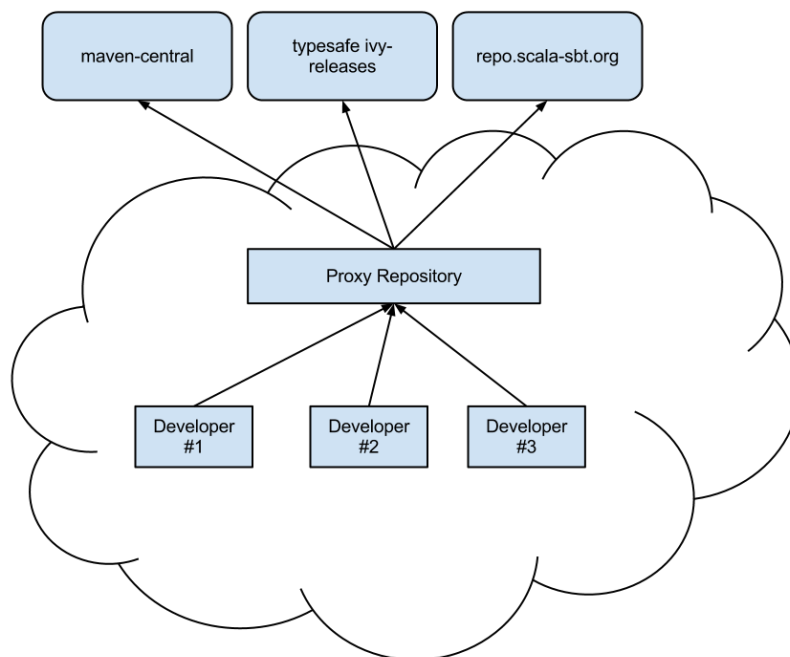 maven-central
typesafe ivy-
releases
repo.scala-sbt.org
Proxy Repository
Developer
#1
Developer
#2
Developer
#3